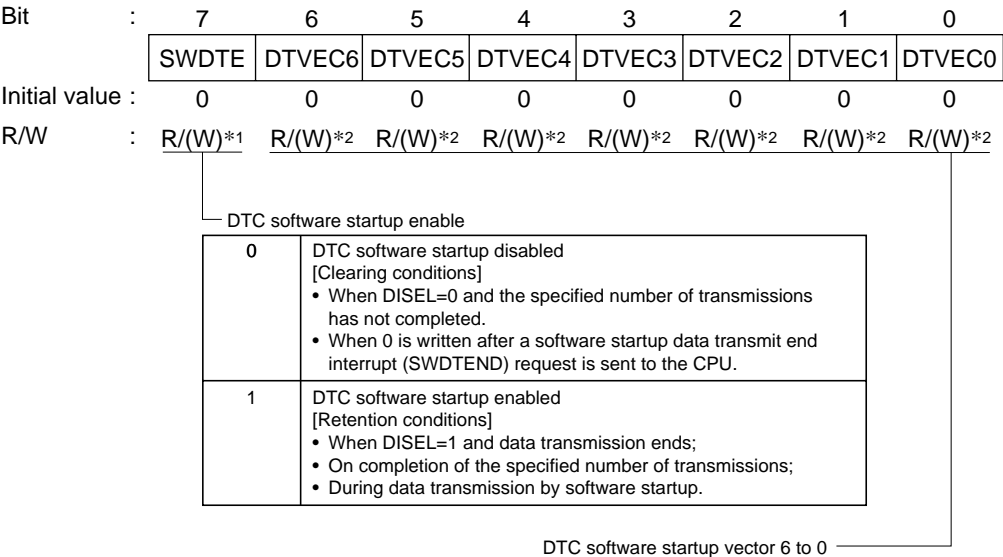 Bit : 7 6 5 4 3 2 1 0
SWDTE DTVEC6 DTVEC5 DTVEC4 DTVEC3 DTVEC2 DTVEC1 DTVEC0
Initial value : 0 0 0 0 0 0 0 0
R/W : R/(W)*1 R/(W)*2 R/(W)*2 R/(W)*2 R/(W)*2 R/(W)*2 R/(W)*2 R/(W)*2
DTC software startup enable
0 DTC software startup disabled
[Clearing conditions]
• When DISEL=0 and the specified number of transmissions
has not completed.
• When 0 is written after a software startup data transmit end
interrupt (SWDTEND) request is sent to the CPU.
1 DTC software startup enabled
[Retention conditions]
• When DISEL=1 and data transmission ends;
• On completion of the specified number of transmissions;
• During data transmission by software startup.
DTC software startup vector 6 to 0